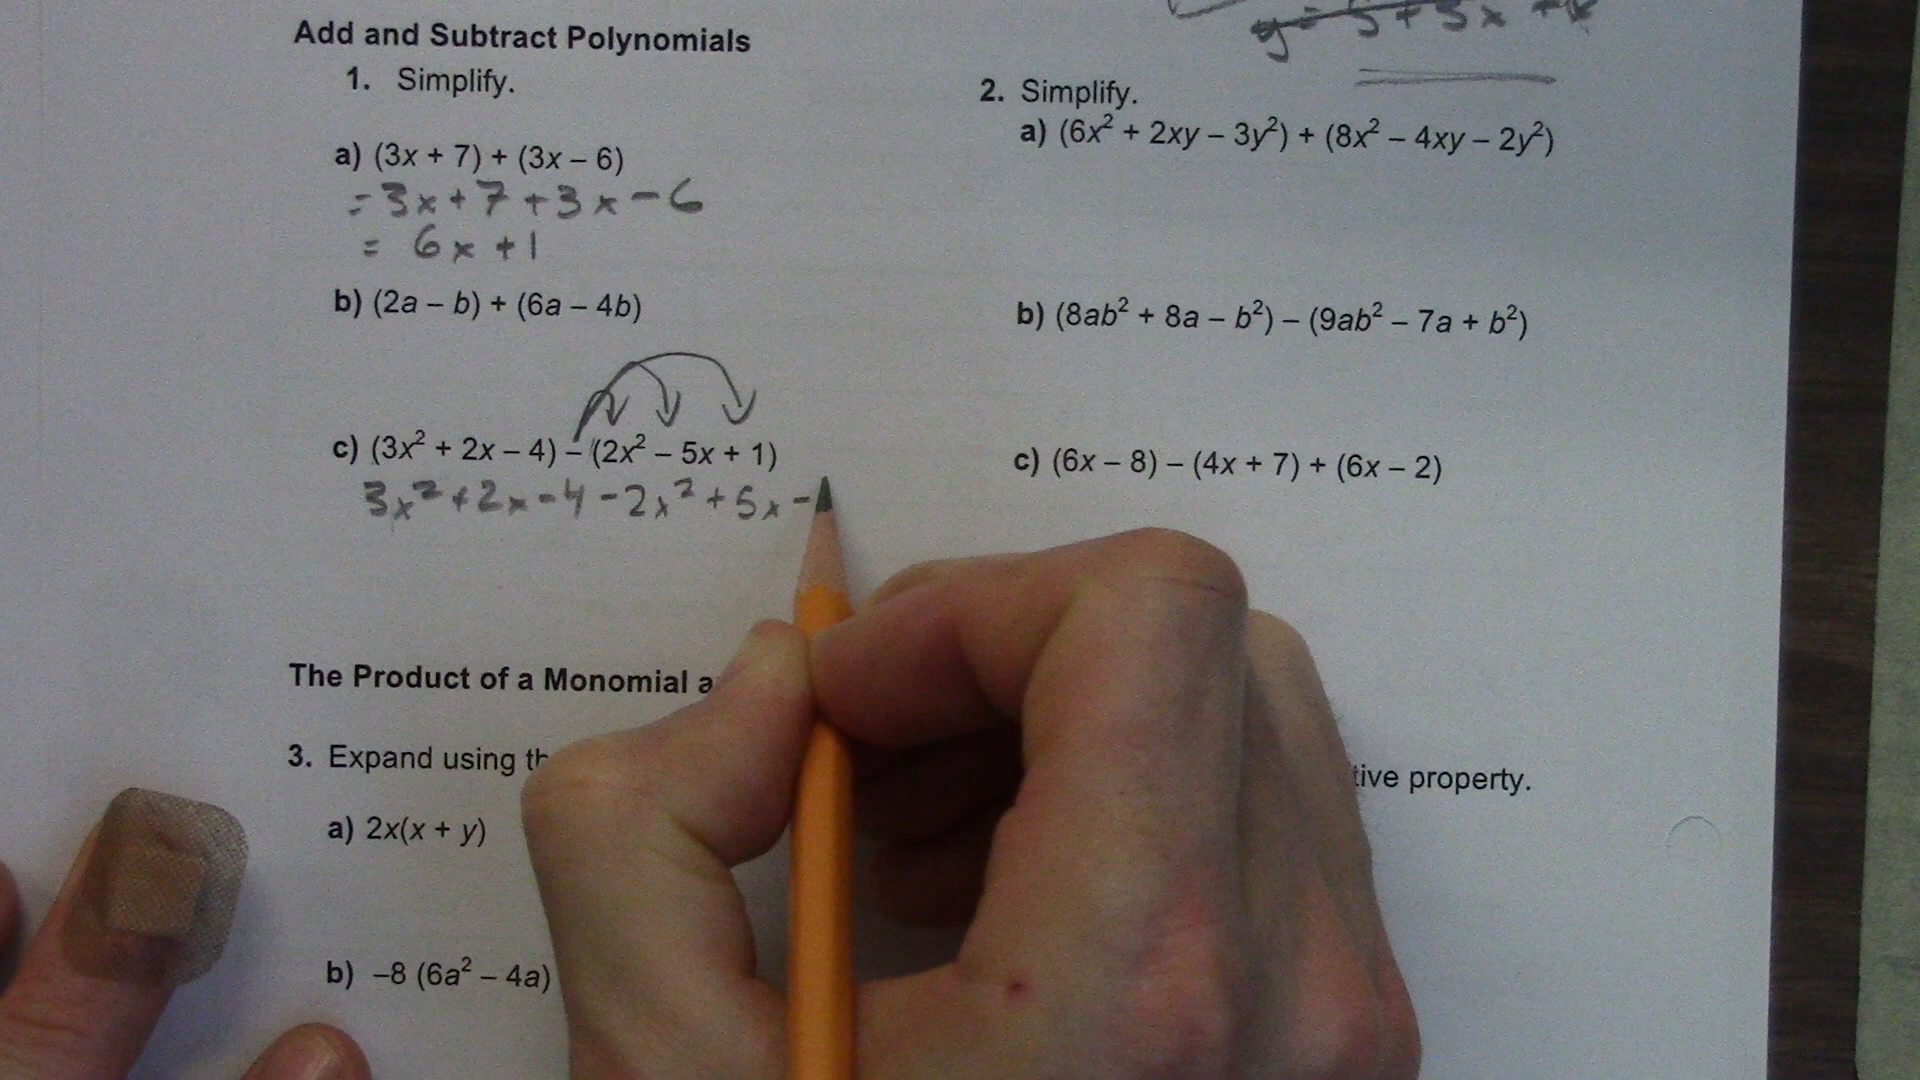 Add and Subtract Polynomials
1. Simplify.
a) (3x + 7) + (3x – 6)
= 3x + 7 + 3x - 6
= 6x + 1
b) (2a – b) + (6a – 4b)
c) (3x² + 2x – 4) – (2x² – 5x + 1)
3x² + 2x - 4 - 2x² + 5x -
2. Simplify.
a) (6x² + 2xy – 3y²) + (8x² – 4xy – 2y²)
b) (8ab² + 8a – b²) – (9ab² – 7a + b²)
c) (6x – 8) – (4x + 7) + (6x – 2)
The Product of a Monomial a
3. Expand using th tive property.
a) 2x(x + y)
b) –8 (6a² – 4a)